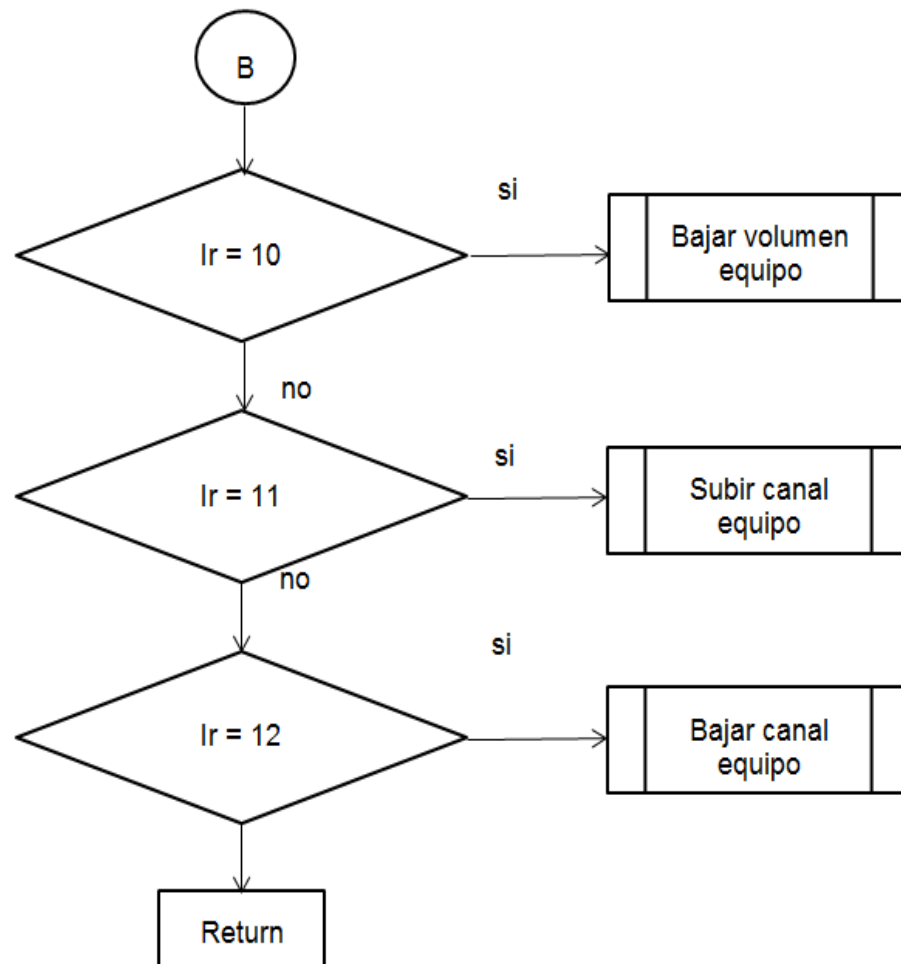 B
si
Ir = 10
Bajar volumen
equipo
no
si
Ir = 11
Subir canal
equipo
no
si
Ir = 12
Bajar canal
equipo
Return